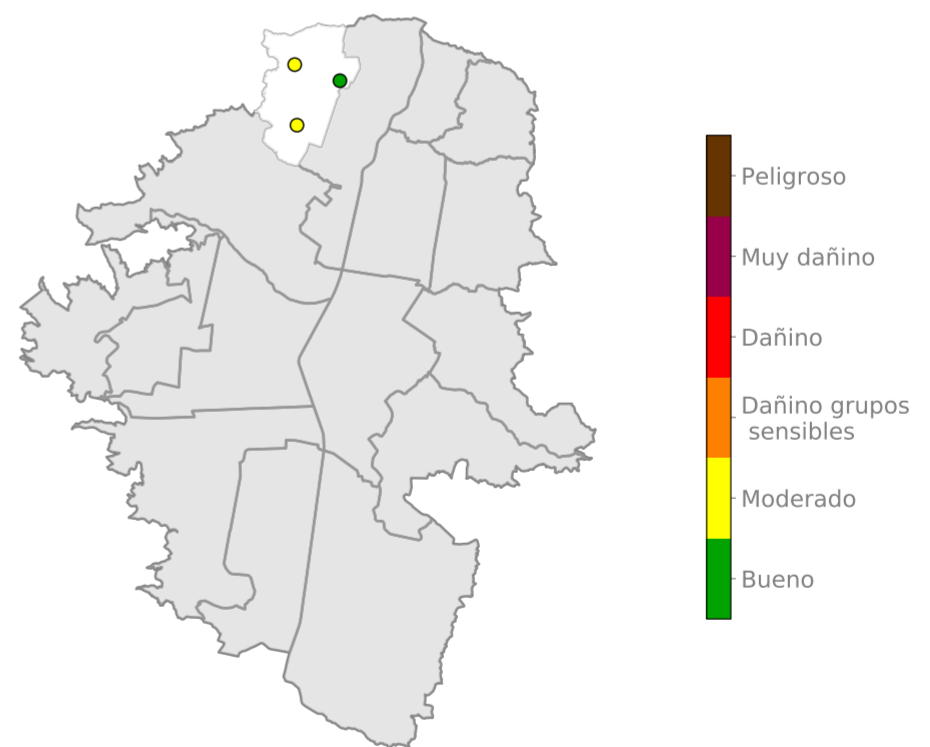 Peligroso
Muy dañino
Dañino
Dañino grupos
sensibles
Moderado
Bueno